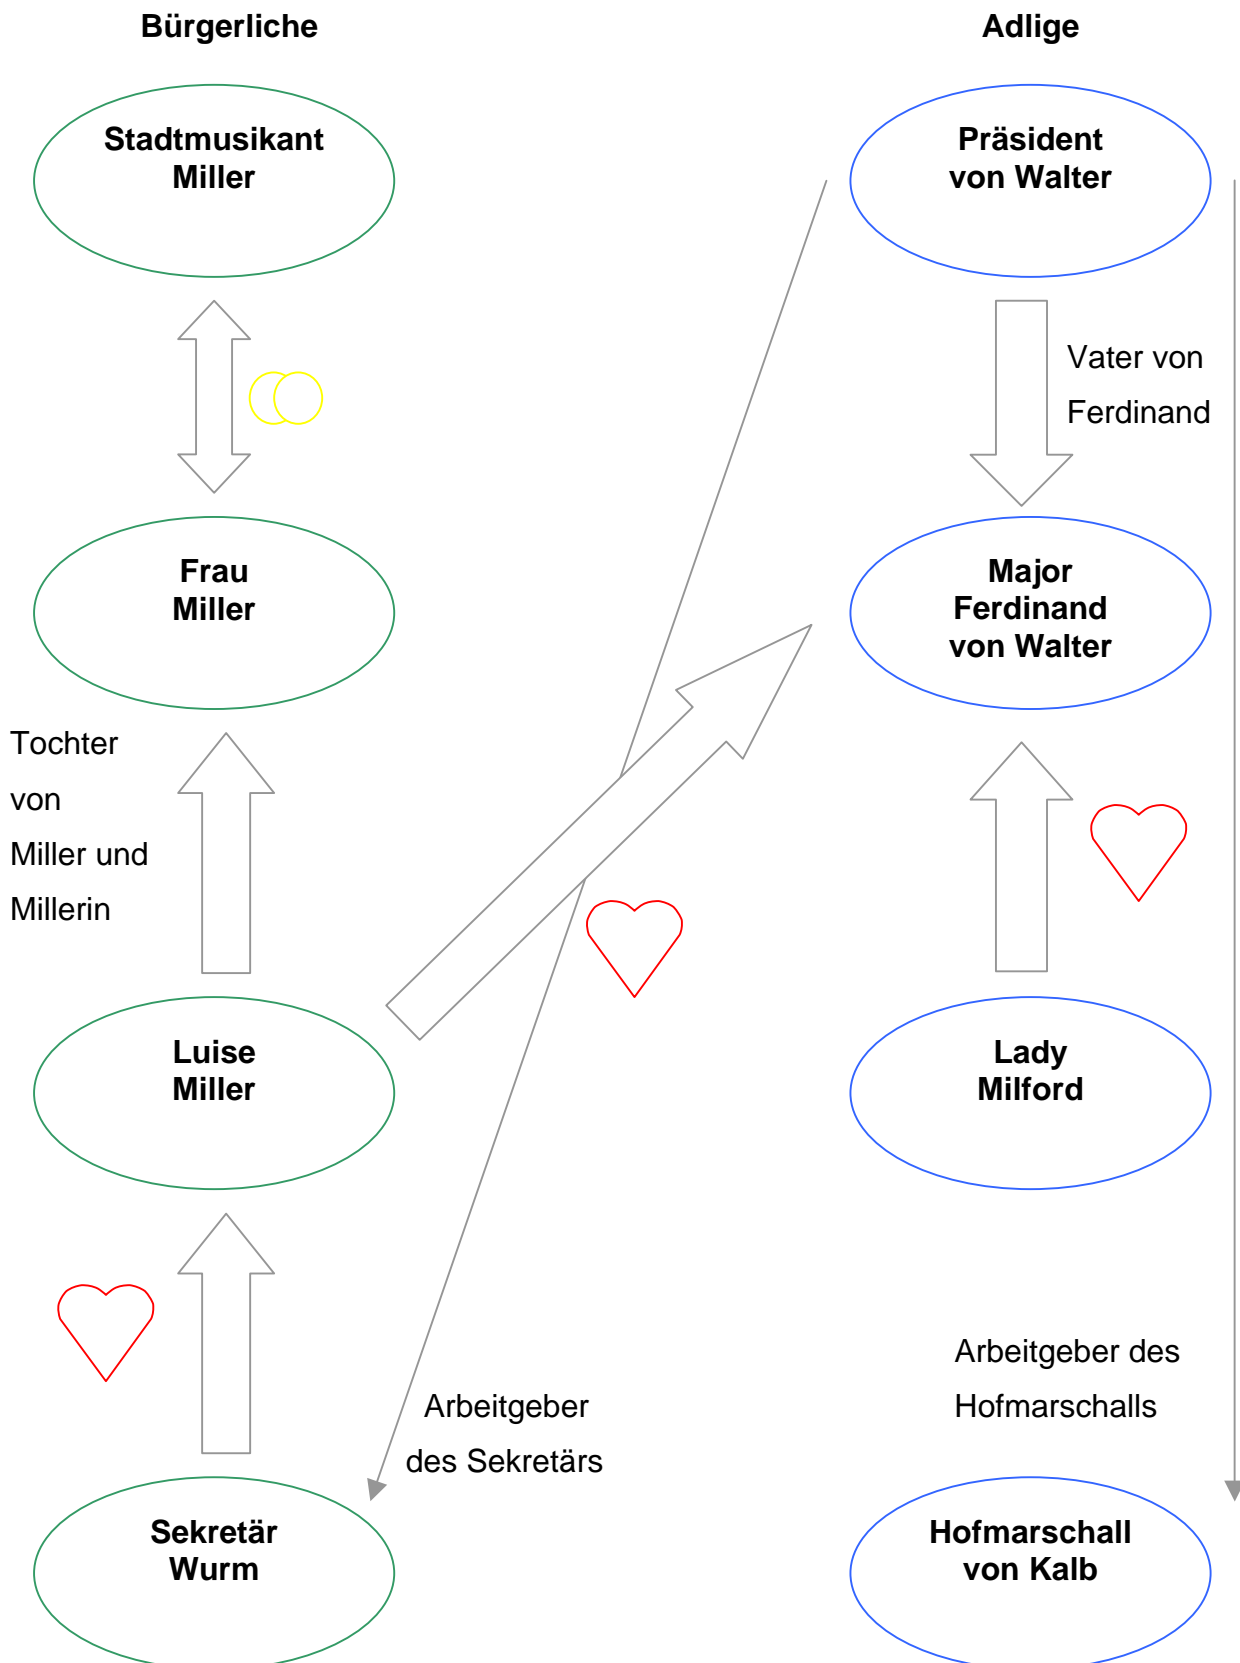 Bürgerliche
Adlige
Stadtmusikant
Miller
Präsident
von Walter
Vater von
Ferdinand
Frau
Miller
Major
Ferdinand
von Walter
Tochter
von
Miller und
Millerin
Luise
Miller
Lady
Milford
Arbeitgeber
des Sekretärs
Arbeitgeber des
Hofmarschalls
Sekretär
Wurm
Hofmarschall
von Kalb